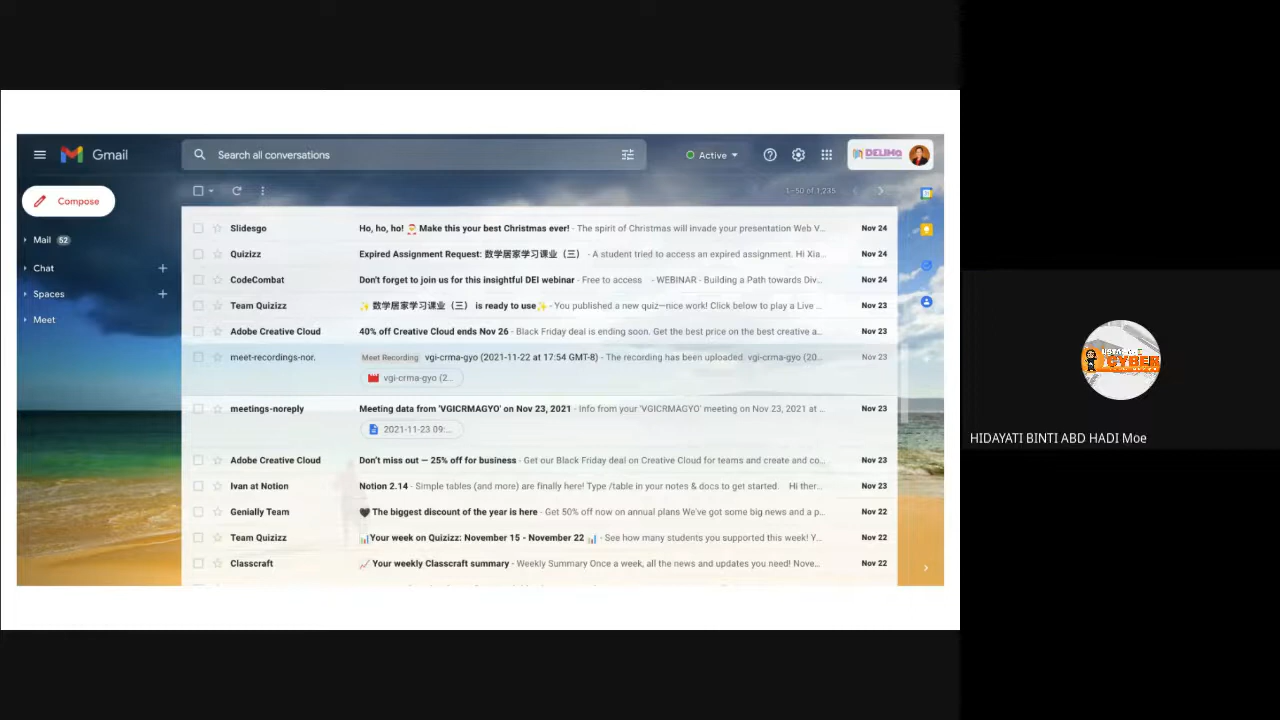 Gmail
Search all conversations
Active
DELIMa
Compose
1–50 of 1,235
Mail 52
Chat
Spaces
Meet
Slidesgo Ho, ho, ho! 🎅 Make this your best Christmas ever! - The spirit of Christmas will invade your presentation Web V... Nov 24
Quizizz Expired Assignment Request: 数学居家学习课业（三） - A student tried to access an expired assignment. Hi Xia... Nov 24
CodeCombat Don't forget to join us for this insightful DEI webinar - Free to access - WEBINAR - Building a Path towards Div... Nov 24
Team Quizizz ✨ 数学居家学习课业（三） is ready to use✨ - You published a new quiz—nice work! Click below to play a Live ... Nov 23
Adobe Creative Cloud 40% off Creative Cloud ends Nov 26 - Black Friday deal is ending soon. Get the best price on the best creative a... Nov 23
meet-recordings-nor. Meet Recording vgi-crma-gyo (2021-11-22 at 17:54 GMT-8) - The recording has been uploaded. vgi-crma-gyo (20... Nov 23
vgi-crma-gyo (2...
meetings-noreply Meeting data from 'VGICRMAGYO' on Nov 23, 2021 - Info from your 'VGICRMAGYO' meeting on Nov 23, 2021 at ... Nov 23
2021-11-23 09:...
Adobe Creative Cloud Don't miss out — 25% off for business - Get our Black Friday deal on Creative Cloud for teams and create and co... Nov 23
Ivan at Notion Notion 2.14 - Simple tables (and more) are finally here! Type /table in your notes & docs to get started. Hi ther... Nov 23
Genially Team 🖤 The biggest discount of the year is here - Get 50% off now on annual plans We've got some big news and a p... Nov 22
Team Quizizz 📊Your week on Quizizz: November 15 - November 22 📊 - See how many students you supported this week! Y... Nov 22
Classcraft 📈 Your weekly Classcraft summary - Weekly Summary Once a week, all the news and updates you need! Nove... Nov 22
CYBER
HIDAYATI BINTI ABD HADI Moe